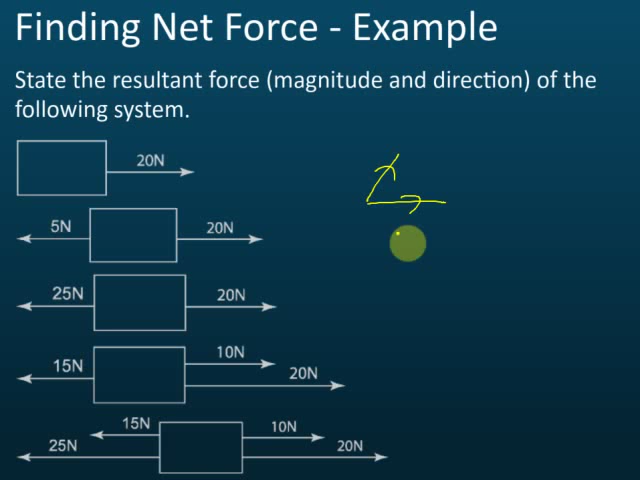 Finding Net Force - Example
State the resultant force (magnitude and direction) of the
following system.
20N
5N 20N
25N 20N
15N 10N
20N
15N 10N
25N 20N